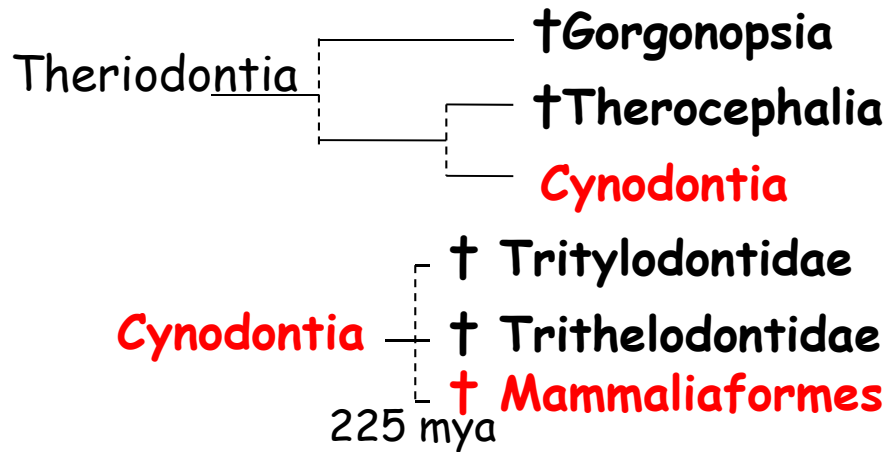 †Gorgonopsia
Theriodontia
†Therocephalia
Cynodontia
† Tritylodontidae
Cynodontia
† Trithelodontidae
† Mammaliaformes
225 mya